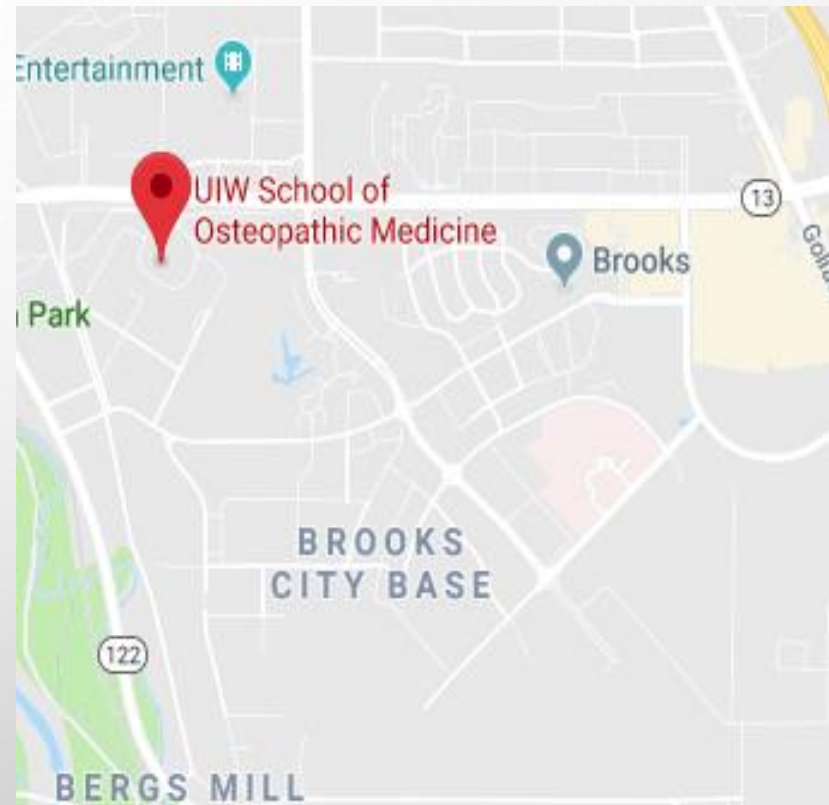 Entertainment
UIW School of
Osteopathic Medicine
13
Brooks
Park
BROOKS
CITY BASE
122
BERGS MILL